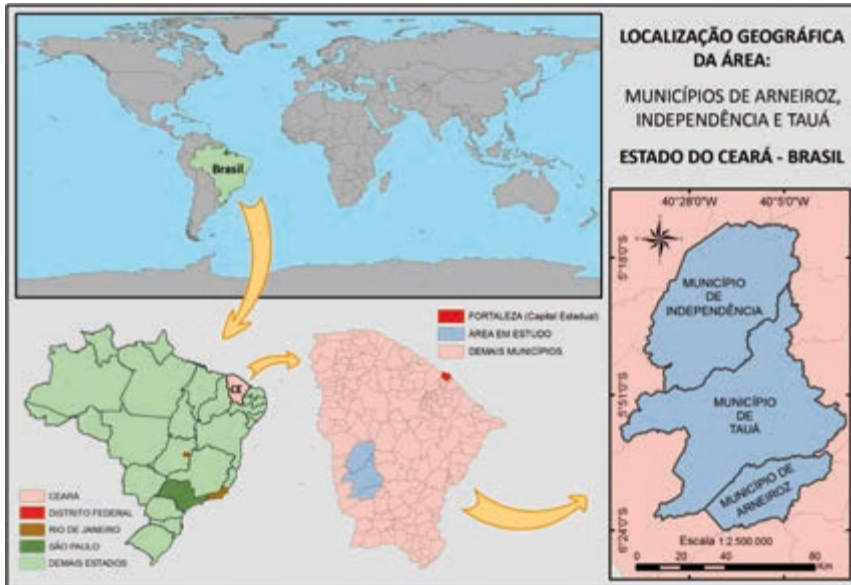 LOCALIZAÇÃO GEOGRÁFICA
DA ÁREA:
MUNICÍPIOS DE ARNEIROZ,
INDEPENDÊNCIA E TAUÁ
ESTADO DO CEARÁ - BRASIL
Brasil
40°28'0"W
40°5'0"W
5°18'0"S
5°51'0"S
6°24'0"S
MUNICÍPIO
DE
INDEPENDÊNCIA
MUNICÍPIO
DE
TAUÁ
MUNICÍPIO DE
ARNEIROZ
Escala 1:2.500.000
0
20
40
80
Km
FORTALEZA (Capital Estadual)
ÁREA EM ESTUDO
DEMAIS MUNICÍPIOS
CE
CEARÁ
DISTRITO FEDERAL
RIO DE JANEIRO
SÃO PAULO
DEMAIS ESTADOS